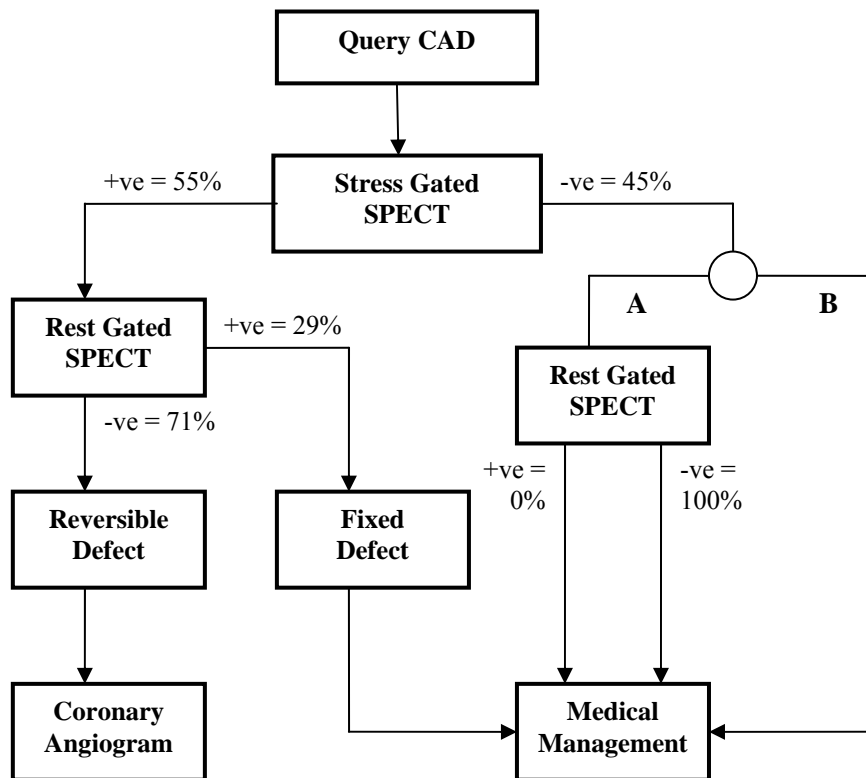 Query CAD
+ve = 55%
Stress Gated
SPECT
-ve = 45%
A
B
Rest Gated
SPECT
+ve = 29%
-ve = 71%
Rest Gated
SPECT
+ve =
0%
-ve =
100%
Reversible
Defect
Fixed
Defect
Coronary
Angiogram
Medical
Management